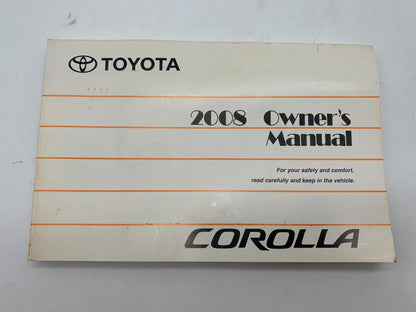 TOYOTA
2008 Owner's
Manual
For your safety and comfort,
read carefully and keep in the vehicle.
COROLLA